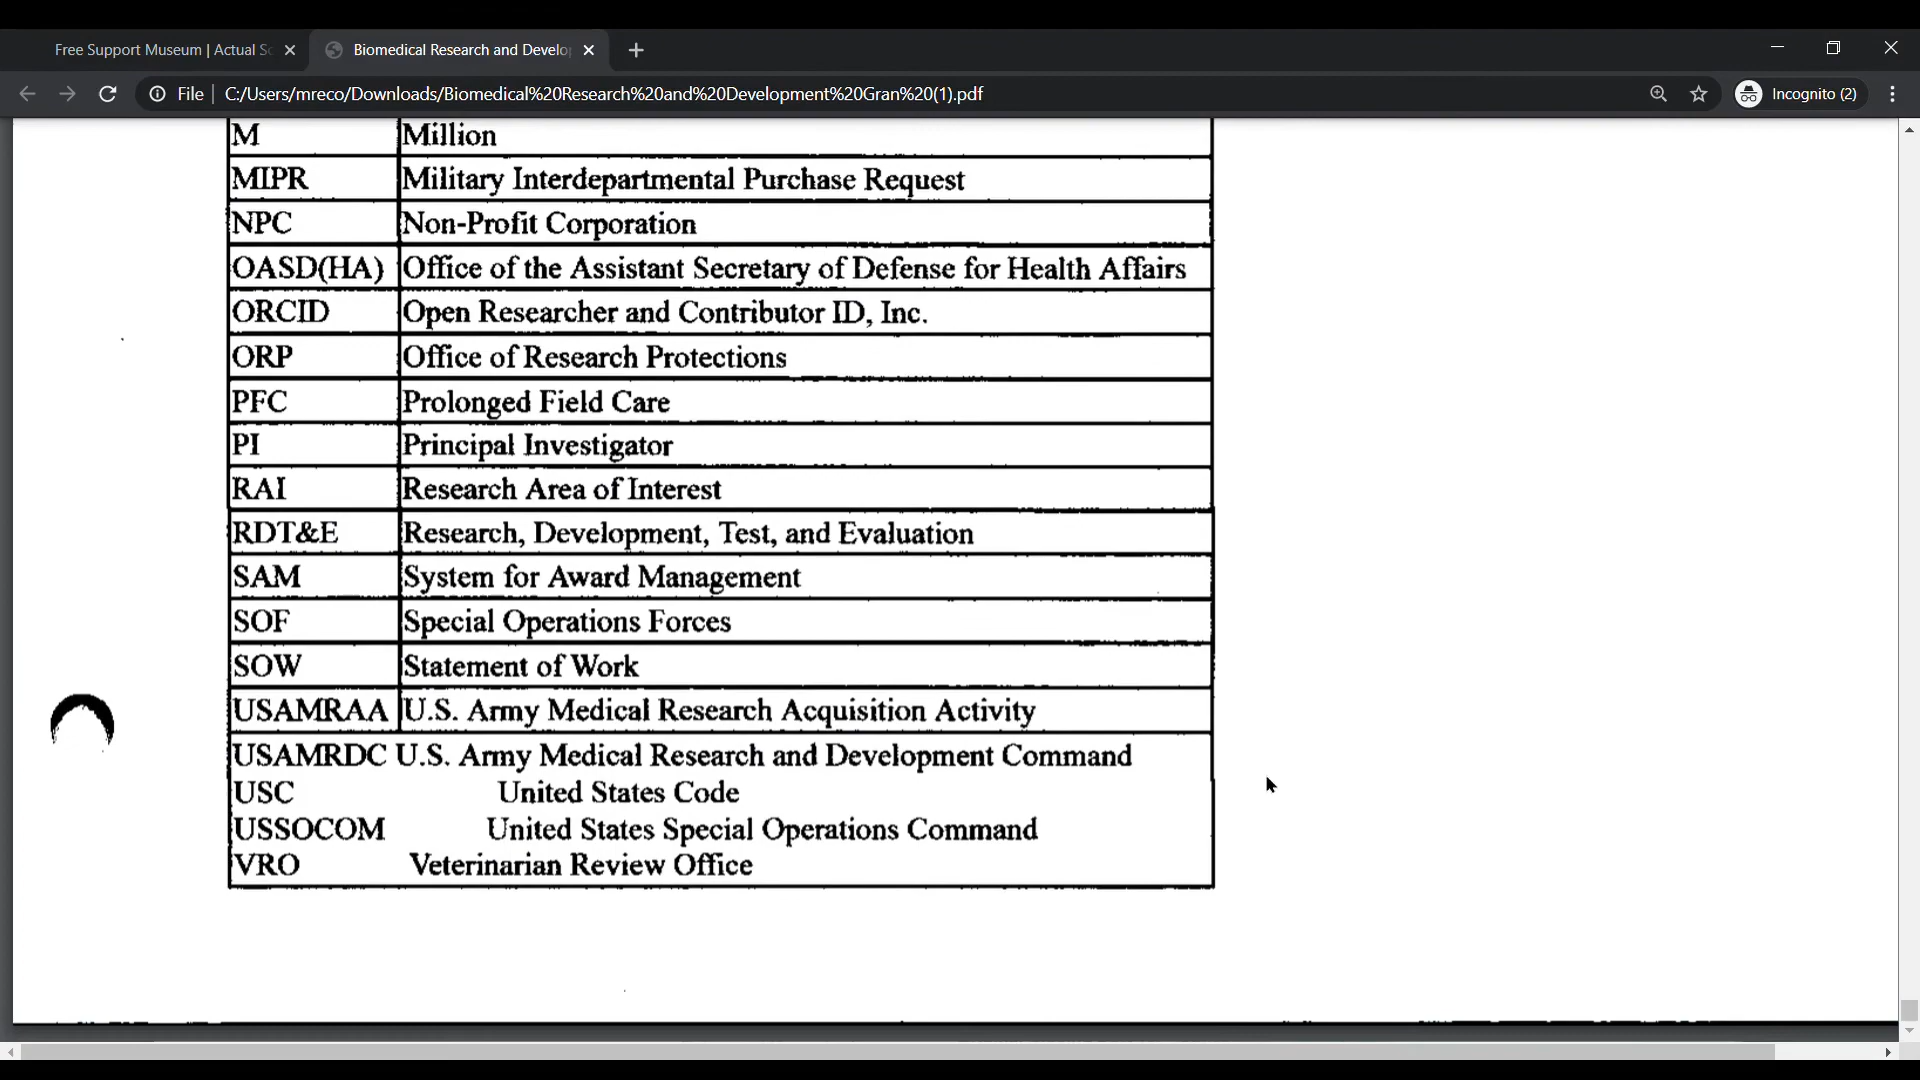 Free Support Museum | Actual Sc
Biomedical Research and Develo
File
C:/Users/mreco/Downloads/Biomedical%20Research%20and%20Development%20Gran%20(1).pdf
Incognito (2)
M Million
MIPR Military Interdepartmental Purchase Request
NPC Non-Profit Corporation
OASD(HA) Office of the Assistant Secretary of Defense for Health Affairs
ORCID Open Researcher and Contributor ID, Inc.
ORP Office of Research Protections
PFC Prolonged Field Care
PI Principal Investigator
RAI Research Area of Interest
RDT&E Research, Development, Test, and Evaluation
SAM System for Award Management
SOF Special Operations Forces
SOW Statement of Work
USAMRAA U.S. Army Medical Research Acquisition Activity
USAMRDC U.S. Army Medical Research and Development Command
USC United States Code
USSOCOM United States Special Operations Command
VRO Veterinarian Review Office